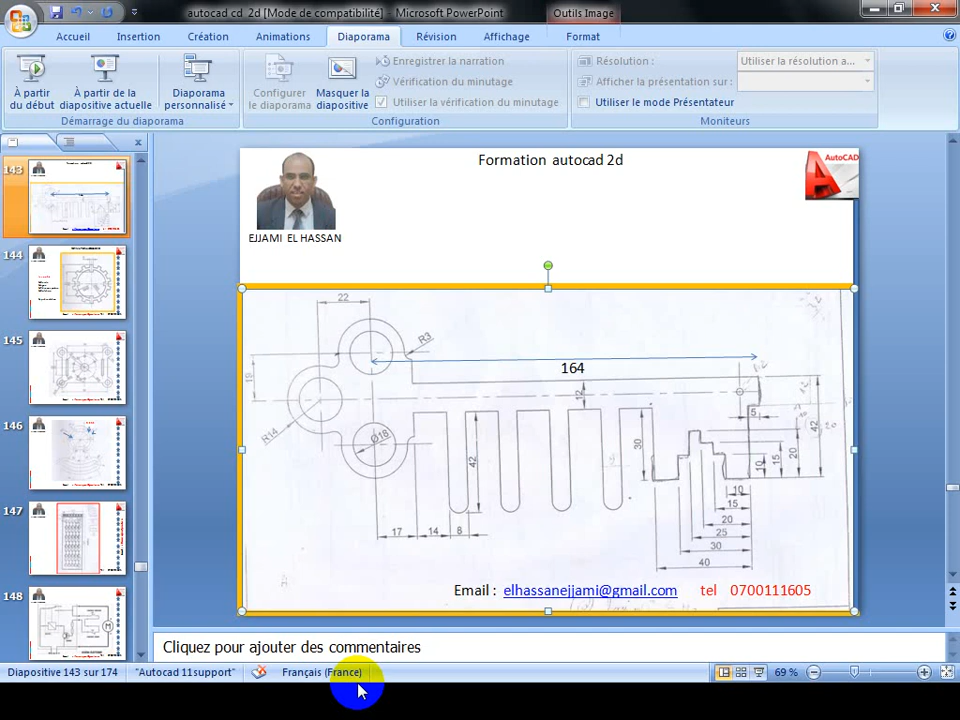 autocad cd 2d [Mode de compatibilité] - Microsoft PowerPoint
Outils Image
Accueil
Insertion
Création
Animations
Diaporama
Révision
Affichage
Format
À partir du début
À partir de la diapositive actuelle
Diaporama personnalisé
Configurer le diaporama
Masquer la diapositive
Enregistrer la narration
Vérification du minutage
Utiliser la vérification du minutage
Résolution :
Utiliser la résolution a...
Afficher la présentation sur :
Utiliser le mode Présentateur
Démarrage du diaporama
Configuration
Moniteurs
143
144
145
146
147
148
Formation autocad 2d
AutoCAD
EJJAMI EL HASSAN
22
R3
164
19
12
5
R14
Ø16
42
30
42
20
15
10
10
15
20
25
30
40
17
14
8
Email : elhassanejjami@gmail.com tel 0700111605
Cliquez pour ajouter des commentaires
Diapositive 143 sur 174
"Autocad 11support"
Français (France)
69 %